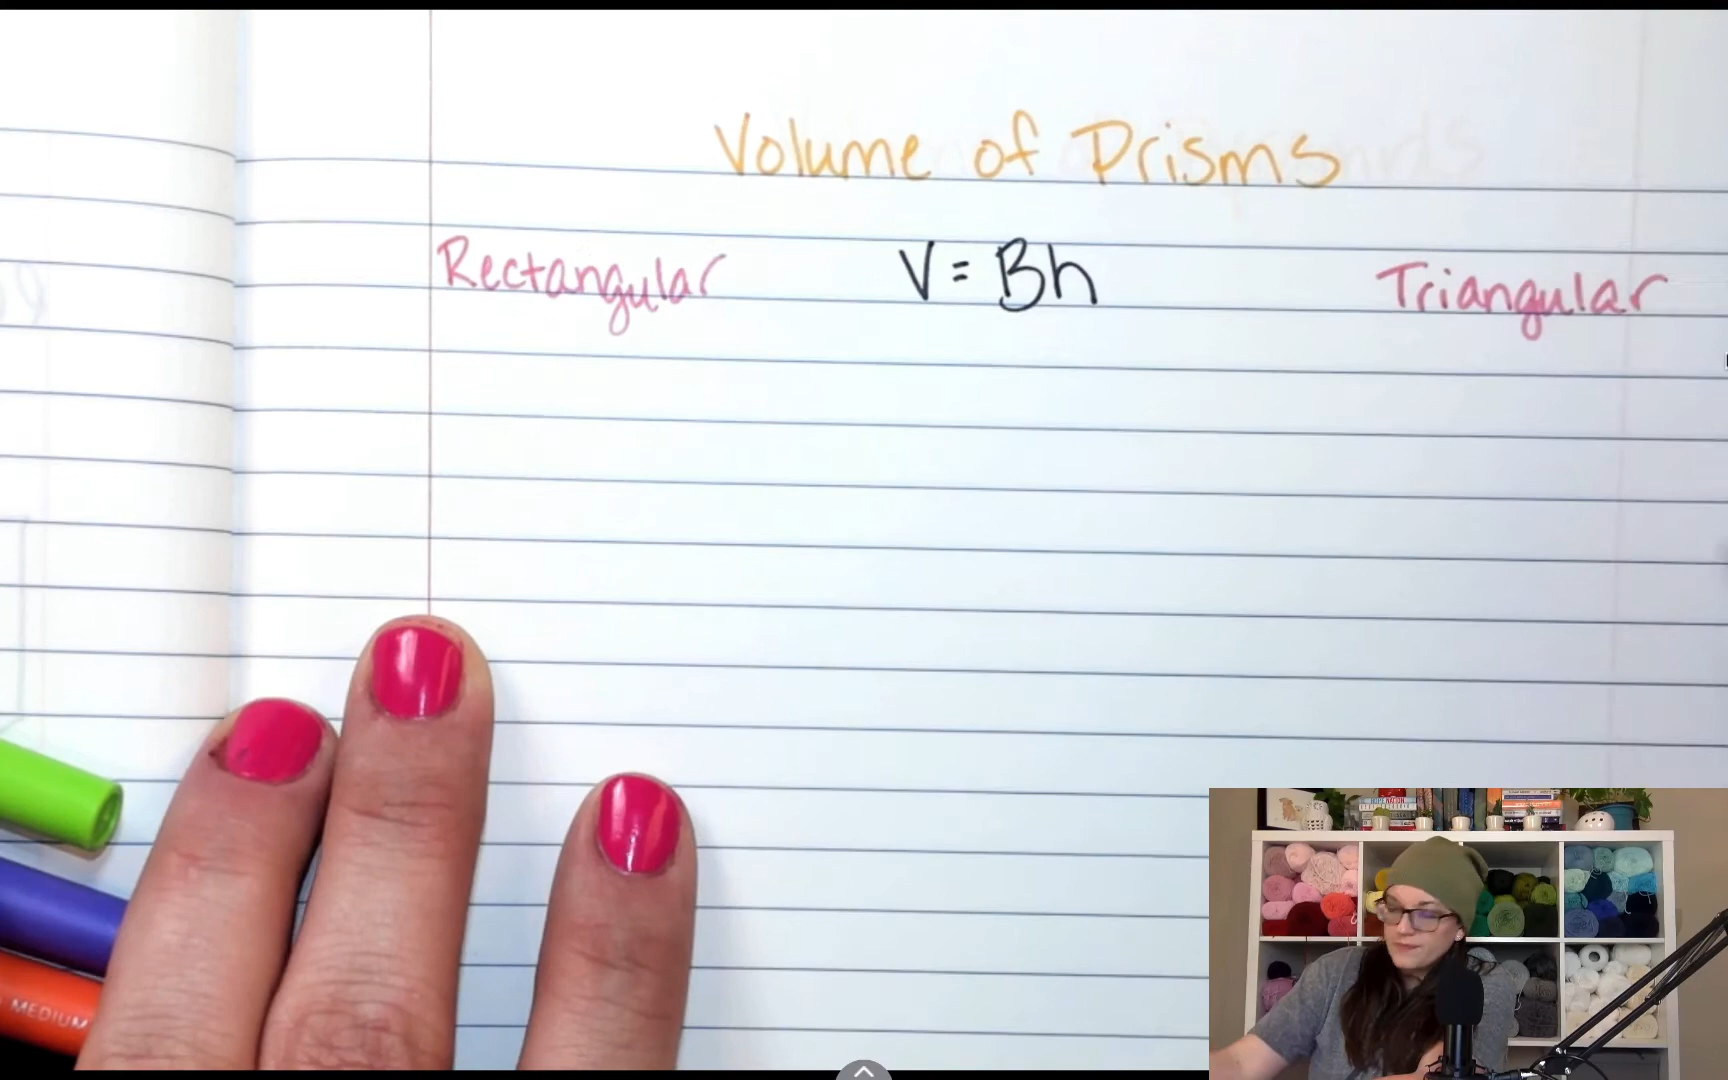 Volume of Prisms
Rectangular V = Bh Triangular
MEDIUM